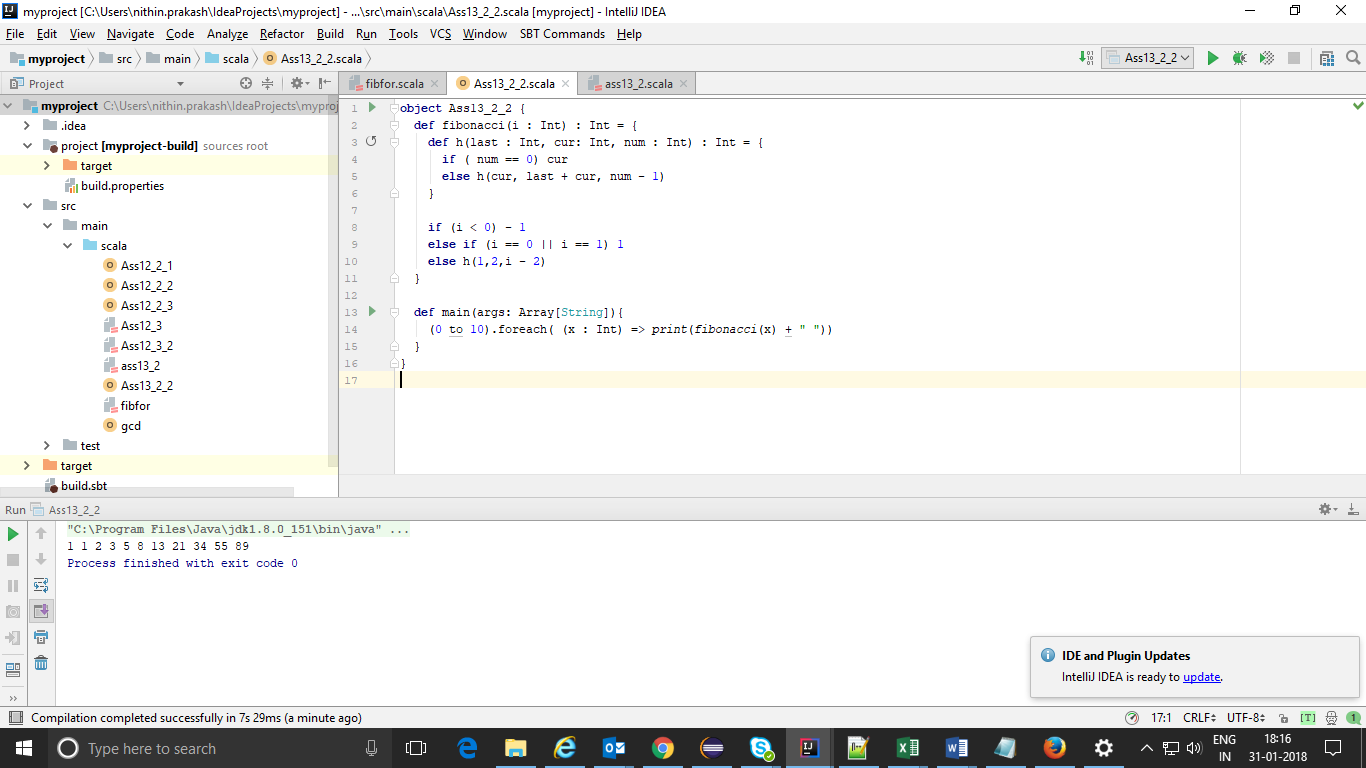 myproject [C:\Users\nithin.prakash\IdeaProjects\myproject] - ...\src\main\scala\Ass13_2_2.scala [myproject] - IntelliJ IDEA
File Edit View Navigate Code Analyze Refactor Build Run Tools VCS Window SBT Commands Help
myproject src main scala Ass13_2_2.scala
Ass13_2_2
Project
fibfor.scala Ass13_2_2.scala ass13_2.scala
myproject C:\Users\nithin.prakash\IdeaProjects\myproj
.idea
project [myproject-build] sources root
target
build.properties
src
main
scala
Ass12_2_1
Ass12_2_2
Ass12_2_3
Ass12_3
Ass12_3_2
ass13_2
Ass13_2_2
fibfor
gcd
test
target
build.sbt
1 object Ass13_2_2 {
2 def fibonacci(i : Int) : Int = {
3 def h(last : Int, cur: Int, num : Int) : Int = {
4 if ( num == 0) cur
5 else h(cur, last + cur, num - 1)
6 }
7
8 if (i < 0) - 1
9 else if (i == 0 || i == 1) 1
10 else h(1,2,i - 2)
11 }
12
13 def main(args: Array[String]){
14 (0 to 10).foreach( (x : Int) => print(fibonacci(x) + " "))
15 }
16 }
17
Run Ass13_2_2
"C:\Program Files\Java\jdk1.8.0_151\bin\java" ...
1 1 2 3 5 8 13 21 34 55 89
Process finished with exit code 0
IDE and Plugin Updates
IntelliJ IDEA is ready to update.
Compilation completed successfully in 7s 29ms (a minute ago)
17:1 CRLF UTF-8 [T] 1
Type here to search
ENG
IN
18:16
31-01-2018